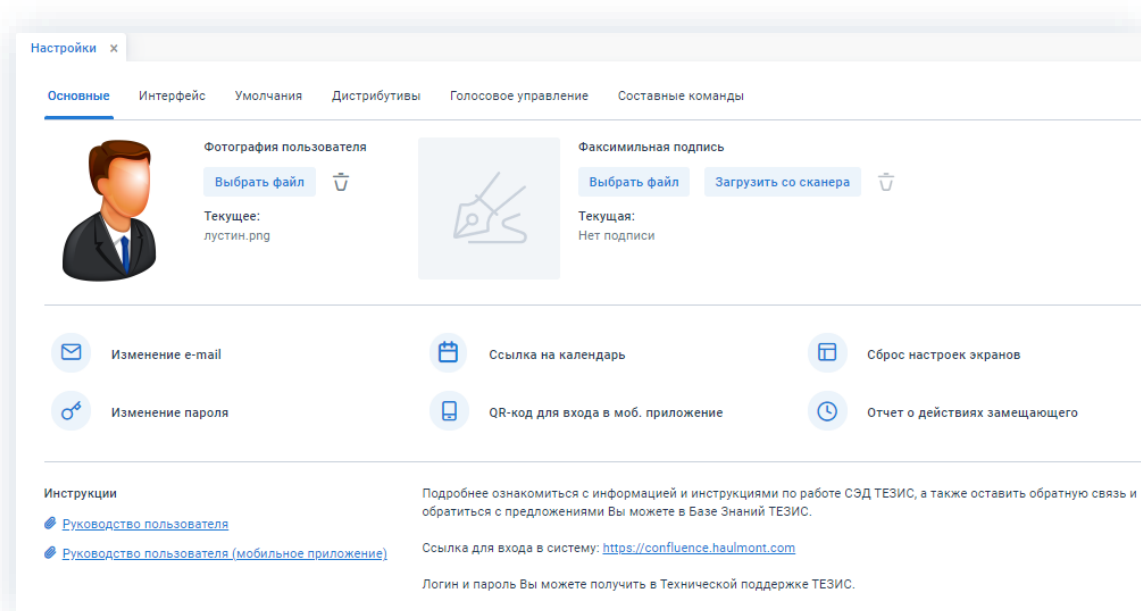 Настройки ×
Основные Интерфейс Умолчания Дистрибутивы Голосовое управление Составные команды
Фотография пользователя
Выбрать файл
Текущее:
лустин.png
Факсимильная подпись
Выбрать файл Загрузить со сканера
Текущая:
Нет подписи
Изменение e-mail
Ссылка на календарь
Сброс настроек экранов
Изменение пароля
QR-код для входа в моб. приложение
Отчет о действиях замещающего
Инструкции
Руководство пользователя
Руководство пользователя (мобильное приложение)
Подробнее ознакомиться с информацией и инструкциями по работе СЭД ТЕЗИС, а также оставить обратную связь и
обратиться с предложениями Вы можете в Базе Знаний ТЕЗИС.
Ссылка для входа в систему: https://confluence.haulmont.com
Логин и пароль Вы можете получить в Технической поддержке ТЕЗИС.